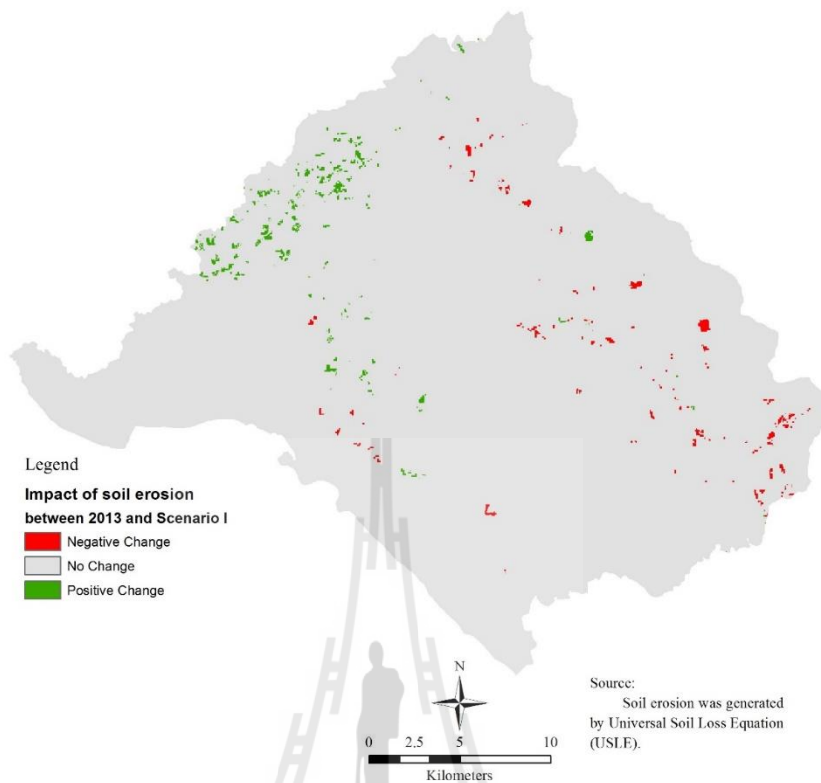 Legend
Impact of soil erosion
between 2013 and Scenario I
Negative Change
No Change
Positive Change
N
0 2.5 5 10
Kilometers
Source:
Soil erosion was generated
by Universal Soil Loss Equation
(USLE).